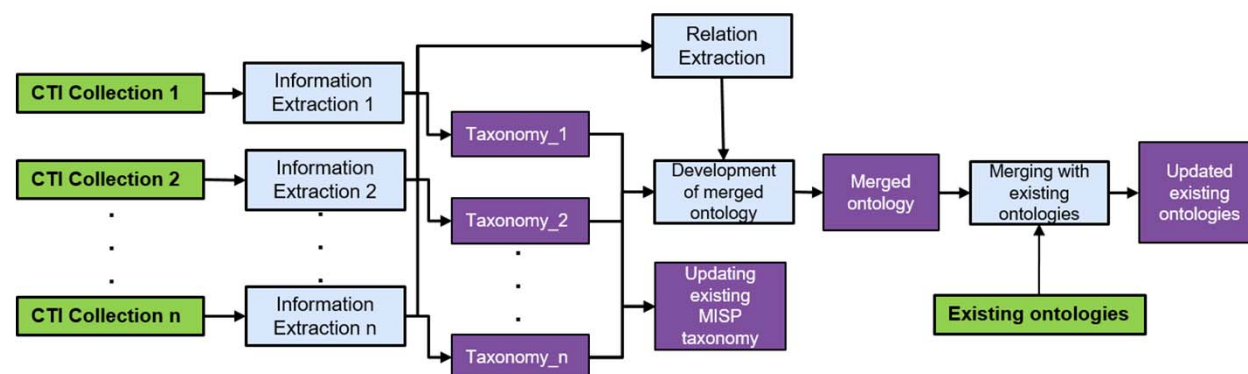 Relation
Extraction
CTI Collection 1
Information
Extraction 1
Taxonomy_1
CTI Collection 2
Information
Extraction 2
Taxonomy_2
Development
of merged
ontology
Merged
ontology
Merging with
existing
ontologies
Updated
existing
ontologies
CTI Collection n
Information
Extraction n
Taxonomy_n
Updating
existing
MISP
taxonomy
Existing ontologies